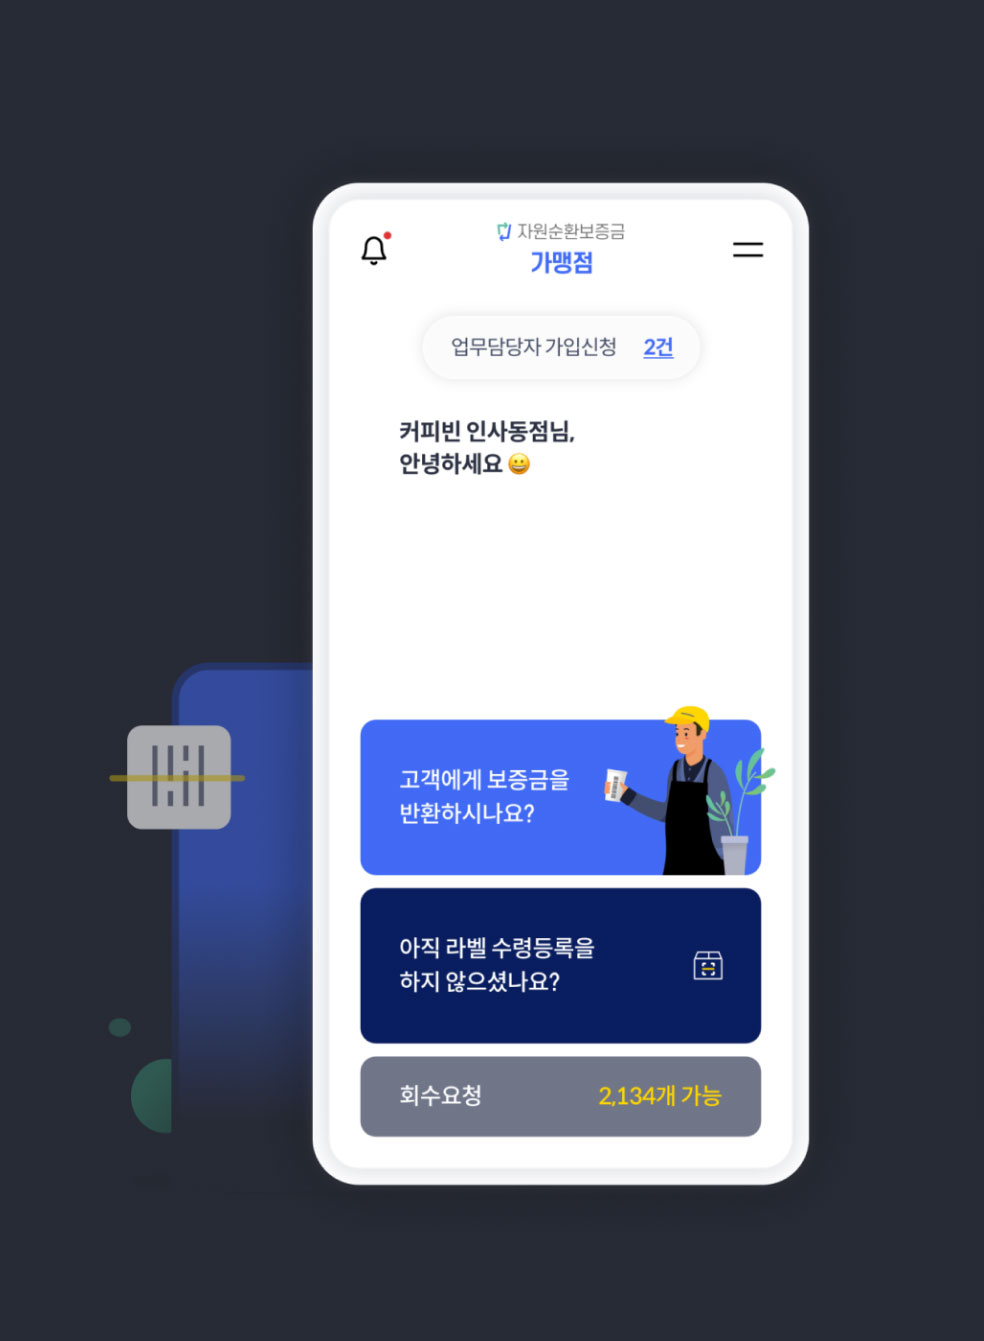 자원순환보증금
가맹점
업무담당자 가입신청 2건
커피빈 인사동점님,
안녕하세요 😀
고객에게 보증금을
반환하시나요?
아직 라벨 수령등록을
하지 않으셨나요?
회수요청 2,134개 가능